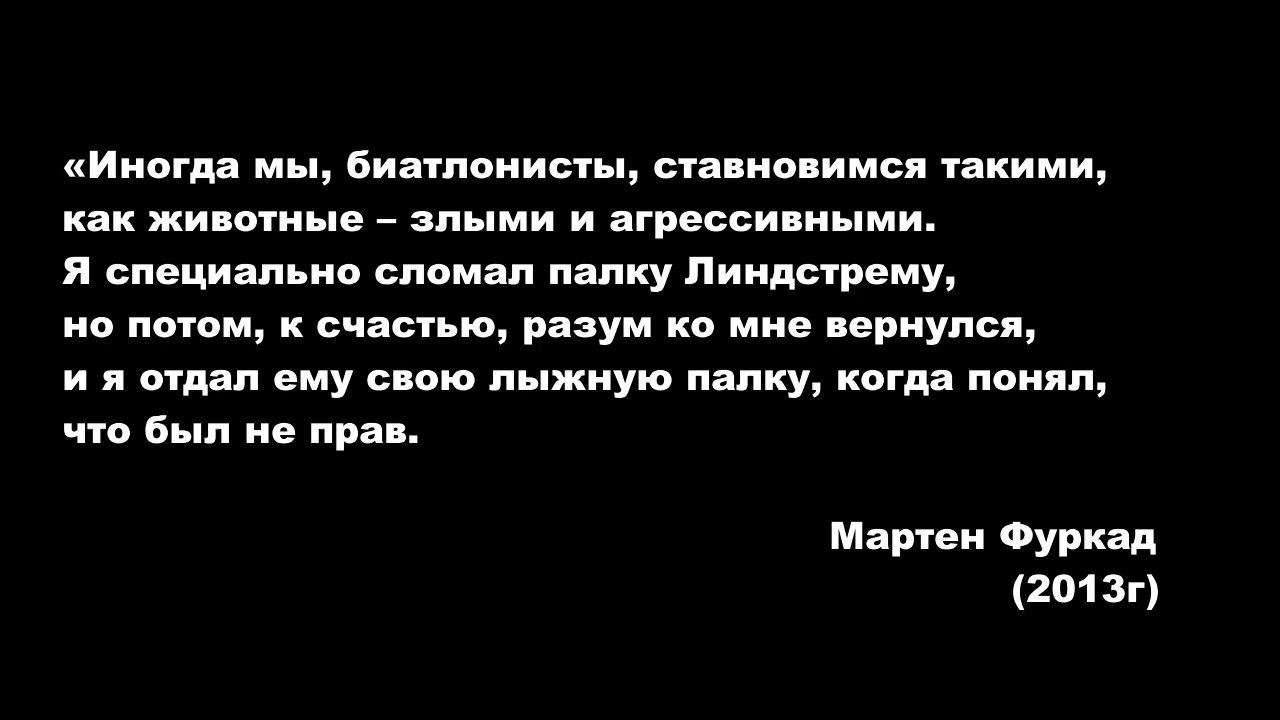 «Иногда мы, биатлонисты, ставновимся такими,
как животные – злыми и агрессивными.
Я специально сломал палку Линдстрему,
но потом, к счастью, разум ко мне вернулся,
и я отдал ему свою лыжную палку, когда понял,
что был не прав.
Мартен Фуркад
(2013г)